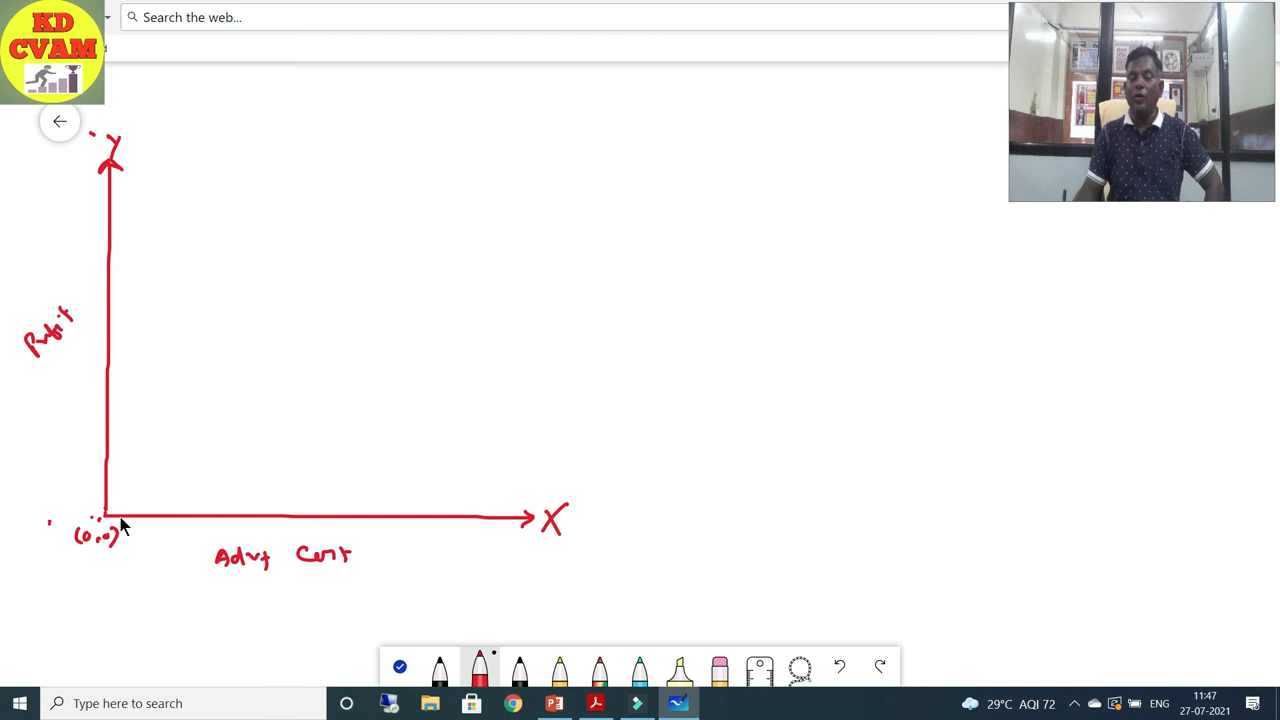 KD
CVAM
Search the web...
Y
Profit
(0,0)
X
Advt Cost
Type here to search
29°C AQI 72
ENG
11:47
27-07-2021